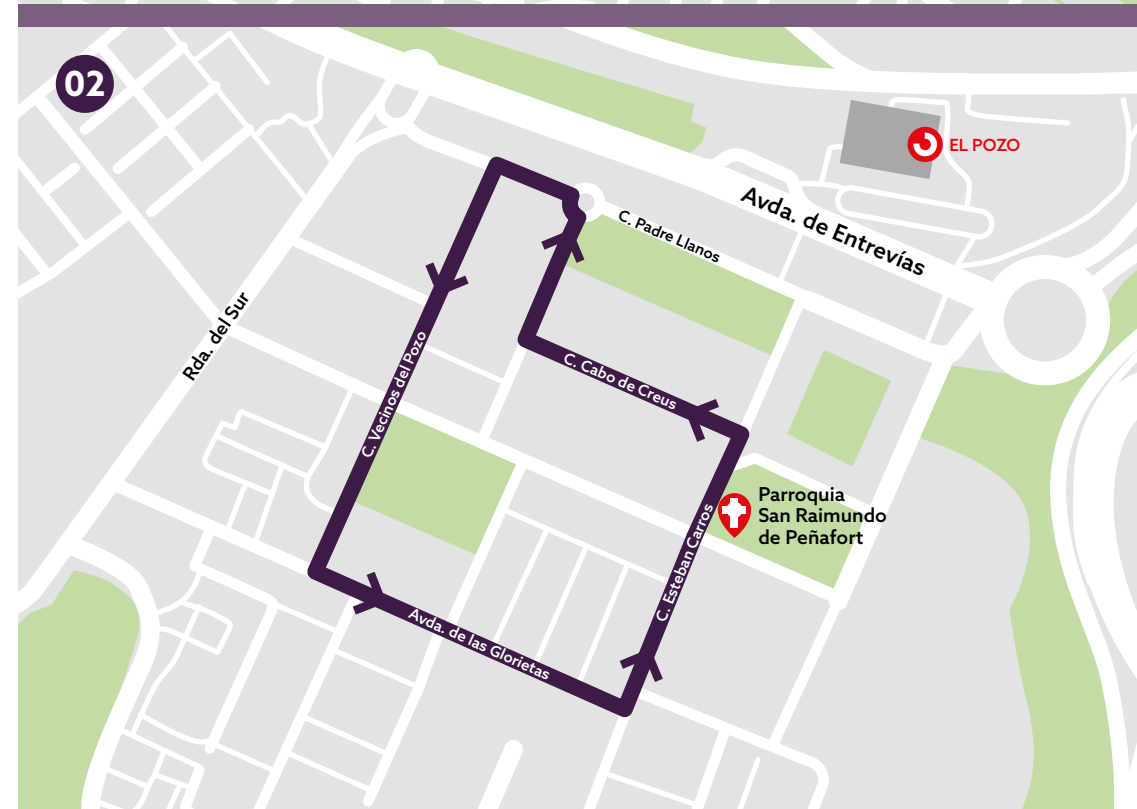 02
EL POZO
Avda. de Entrevías
C. Padre Llanos
Rda. del Sur
C. Vecinos del Pozo
C. Cabo de Creus
Parroquia
San Raimundo
de Peñafort
C. Esteban Carros
Avda. de las Glorietas